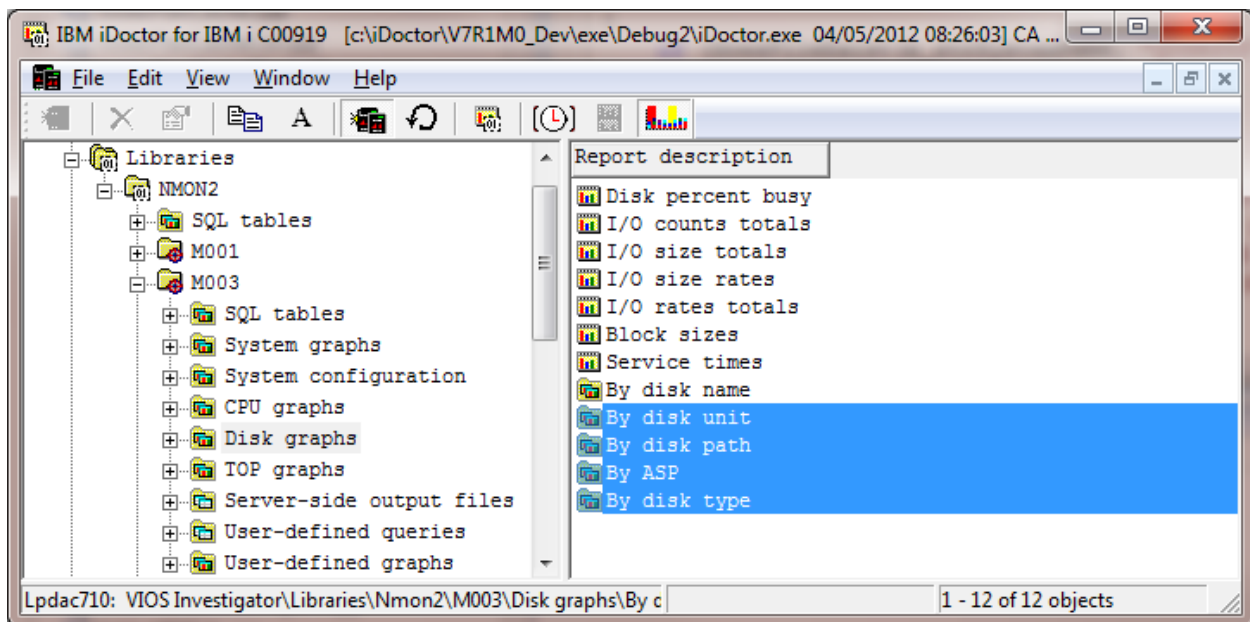 IBM iDoctor for IBM i C00919 [c:\iDoctor\V7R1M0_Dev\exe\Debug2\iDoctor.exe 04/05/2012 08:26:03] CA ...
File Edit View Window Help
Libraries
NMON2
SQL tables
M001
M003
SQL tables
System graphs
System configuration
CPU graphs
Disk graphs
TOP graphs
Server-side output files
User-defined queries
User-defined graphs
Report description
Disk percent busy
I/O counts totals
I/O size totals
I/O size rates
I/O rates totals
Block sizes
Service times
By disk name
By disk unit
By disk path
By ASP
By disk type
Lpdac710: VIOS Investigator\Libraries\Nmon2\M003\Disk graphs\By d
1 - 12 of 12 objects